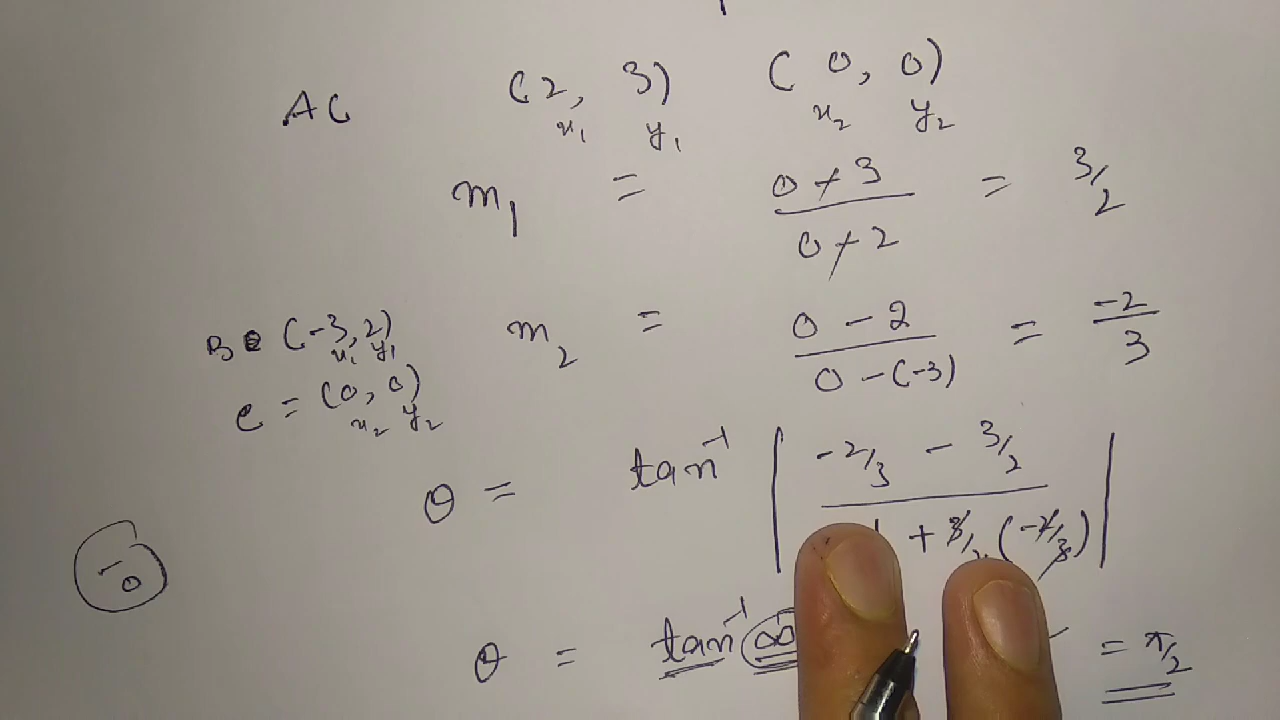 AC (2, 3) (0, 0)
x₁ y₁ x₂ y₂
m₁ = 0+3/0+2 = 3/2
B (-3, 2) m₂ = 0-2/0-(-3) = -2/3
x₁ y₁
c = (0, 0)
x₂ y₂
θ = tan⁻¹ | -2/3 - 3/2 / 1 + 3/2 (-2/3) |
-0
θ = tan⁻¹ ∞ = π/2